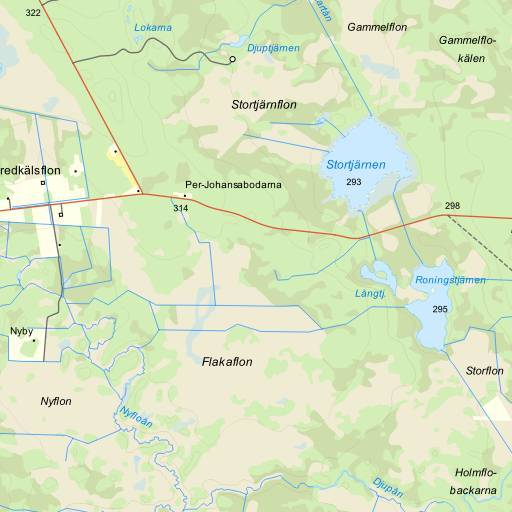 322
Lokarna
artån
Gammelflon
Gammelflo-
kälen
Djuptjärnen
Stortjärnflon
Stortjärnen
redkälsflon
Per-Johansabodarna
293
314
298
Roningstjärnen
Långtj.
295
Nyby
Flakaflon
Storflon
Nyflon
Nyfloån
Holmflo-
backarna
Djupån